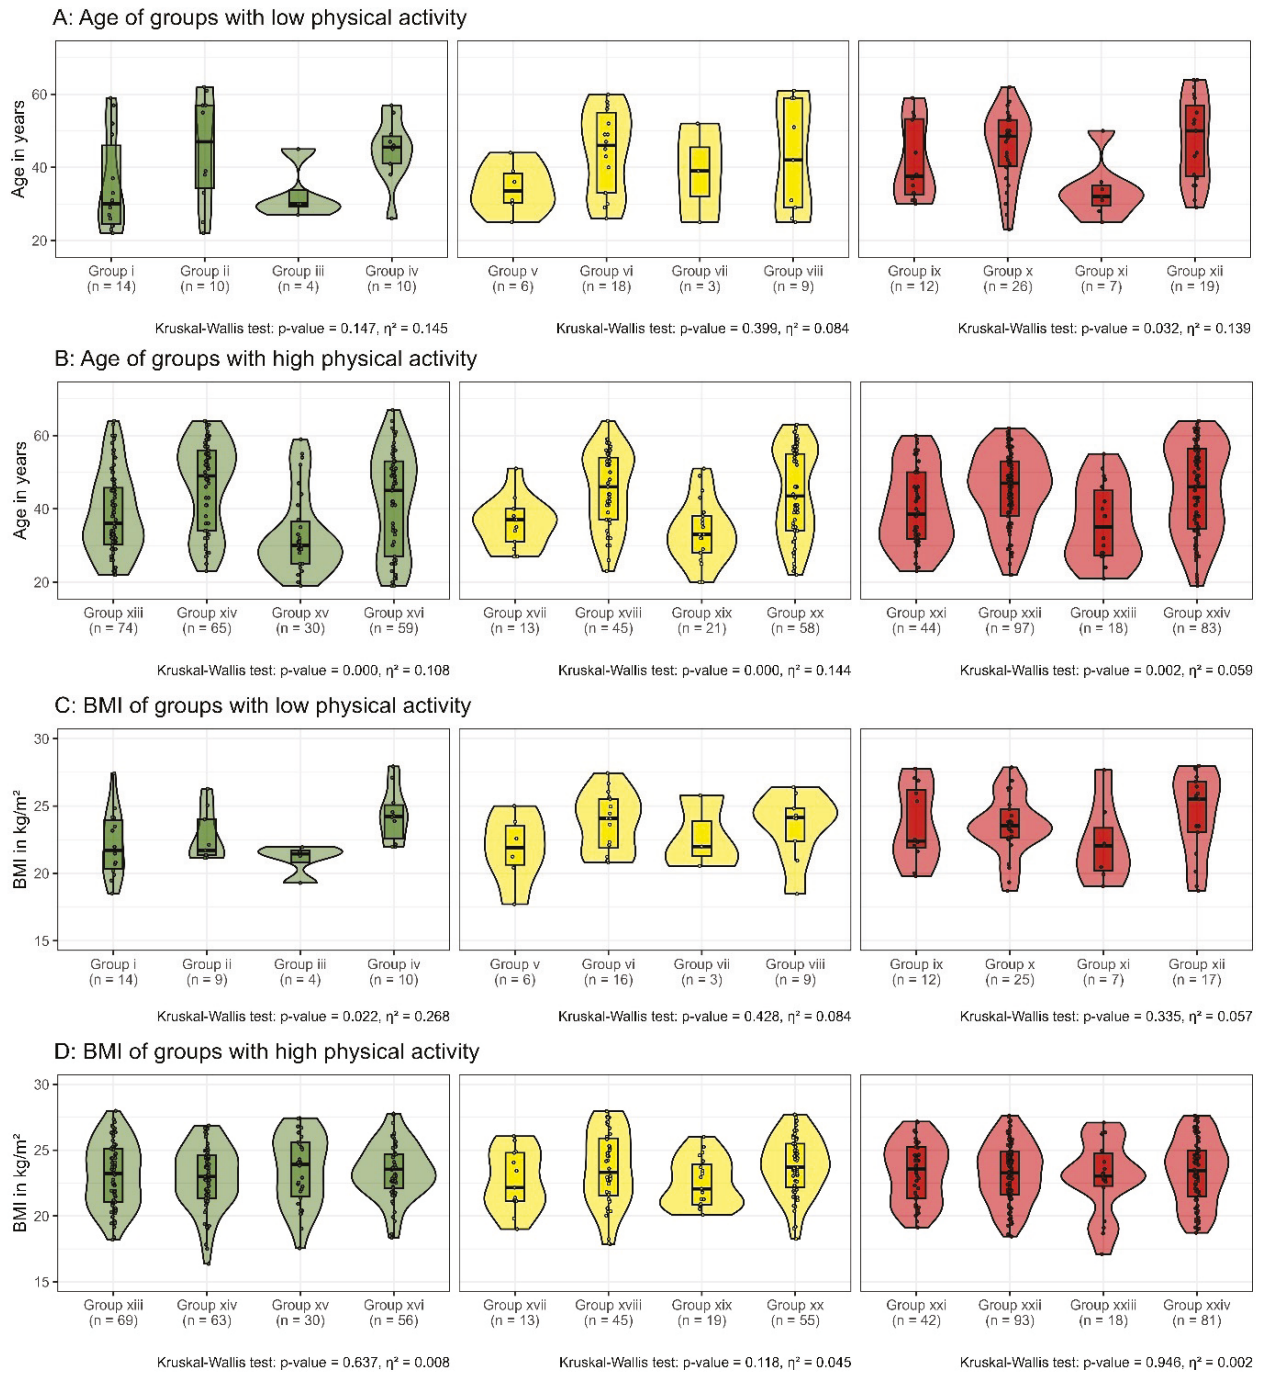 A: Age of groups with low physical activity
Age in years
60
40
20
Group i Group ii Group iii Group iv Group v Group vi Group vii Group viii Group ix Group x Group xi Group xii
(n = 14) (n = 10) (n = 4) (n = 10) (n = 6) (n = 18) (n = 3) (n = 9) (n = 12) (n = 26) (n = 7) (n = 19)
Kruskal-Wallis test: p-value = 0.147, η² = 0.145 Kruskal-Wallis test: p-value = 0.399, η² = 0.084 Kruskal-Wallis test: p-value = 0.032, η² = 0.139
B: Age of groups with high physical activity
Age in years
60
40
20
Group xiii Group xiv Group xv Group xvi Group xvii Group xviii Group xix Group xx Group xxi Group xxii Group xxiii Group xxiv
(n = 74) (n = 65) (n = 30) (n = 59) (n = 13) (n = 45) (n = 21) (n = 58) (n = 44) (n = 97) (n = 18) (n = 83)
Kruskal-Wallis test: p-value = 0.000, η² = 0.108 Kruskal-Wallis test: p-value = 0.000, η² = 0.144 Kruskal-Wallis test: p-value = 0.002, η² = 0.059
C: BMI of groups with low physical activity
BMI in kg/m²
30
25
20
15
Group i Group ii Group iii Group iv Group v Group vi Group vii Group viii Group ix Group x Group xi Group xii
(n = 14) (n = 9) (n = 4) (n = 10) (n = 6) (n = 16) (n = 3) (n = 9) (n = 12) (n = 25) (n = 7) (n = 17)
Kruskal-Wallis test: p-value = 0.022, η² = 0.268 Kruskal-Wallis test: p-value = 0.428, η² = 0.084 Kruskal-Wallis test: p-value = 0.335, η² = 0.057
D: BMI of groups with high physical activity
BMI in kg/m²
30
25
20
15
Group xiii Group xiv Group xv Group xvi Group xvii Group xviii Group xix Group xx Group xxi Group xxii Group xxiii Group xxiv
(n = 69) (n = 63) (n = 30) (n = 56) (n = 13) (n = 45) (n = 19) (n = 55) (n = 42) (n = 93) (n = 18) (n = 81)
Kruskal-Wallis test: p-value = 0.637, η² = 0.008 Kruskal-Wallis test: p-value = 0.118, η² = 0.045 Kruskal-Wallis test: p-value = 0.946, η² = 0.002